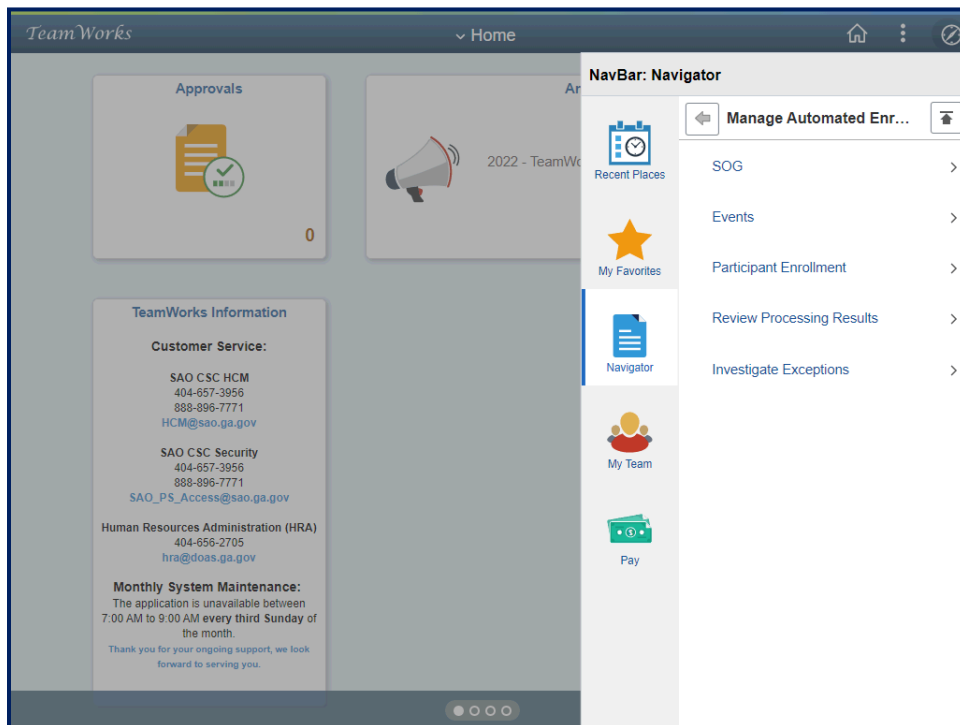 TeamWorks
Home
Approvals
0
An
2022 - TeamWo
TeamWorks Information
Customer Service:
SAO CSC HCM
404-657-3956
888-896-7771
HCM@sao.ga.gov
SAO CSC Security
404-657-3956
888-896-7771
SAO_PS_Access@sao.ga.gov
Human Resources Administration (HRA)
404-656-2705
hra@doas.ga.gov
Monthly System Maintenance:
The application is unavailable between
7:00 AM to 9:00 AM every third Sunday of
the month.
Thank you for your ongoing support, we look
forward to serving you.
NavBar: Navigator
Recent Places
My Favorites
Navigator
My Team
Pay
Manage Automated Enr...
SOG
Events
Participant Enrollment
Review Processing Results
Investigate Exceptions